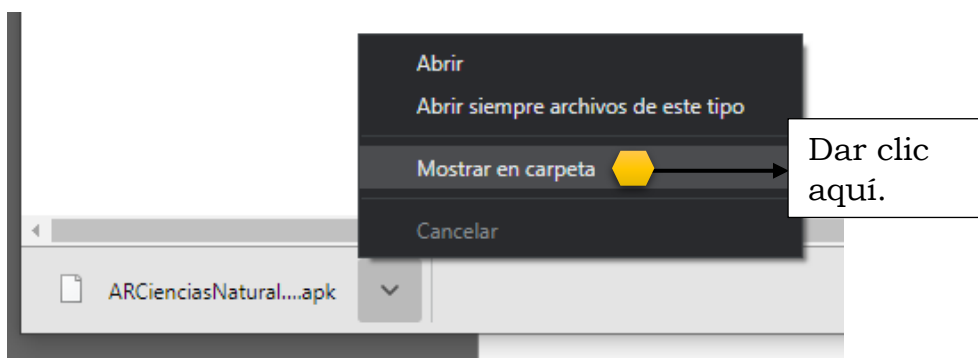 Abrir
Abrir siempre archivos de este tipo
Mostrar en carpeta
Dar clic
aquí.
Cancelar
ARCienciasNatural....apk